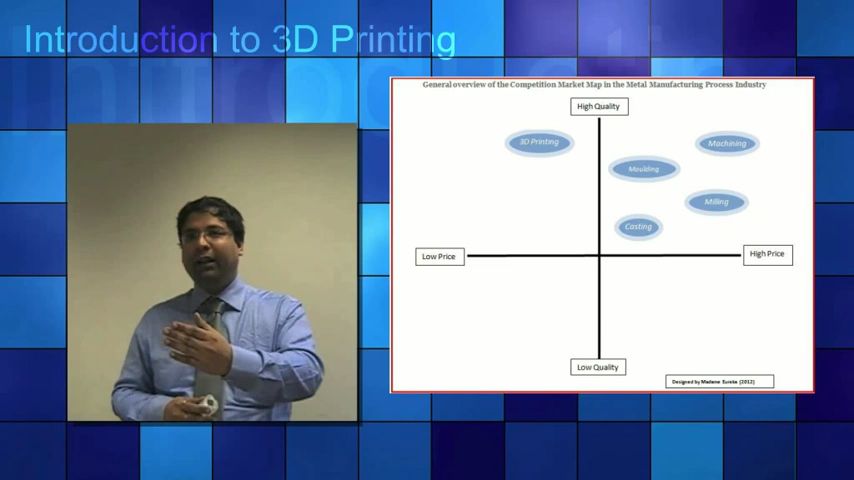 Introduction to 3D Printing
General overview of the Competition Market Map in the Metal Manufacturing Process Industry
High Quality
3D Printing
Machining
Moulding
Milling
Casting
Low Price
High Price
Low Quality
Designed by Madame Eureke (2012)